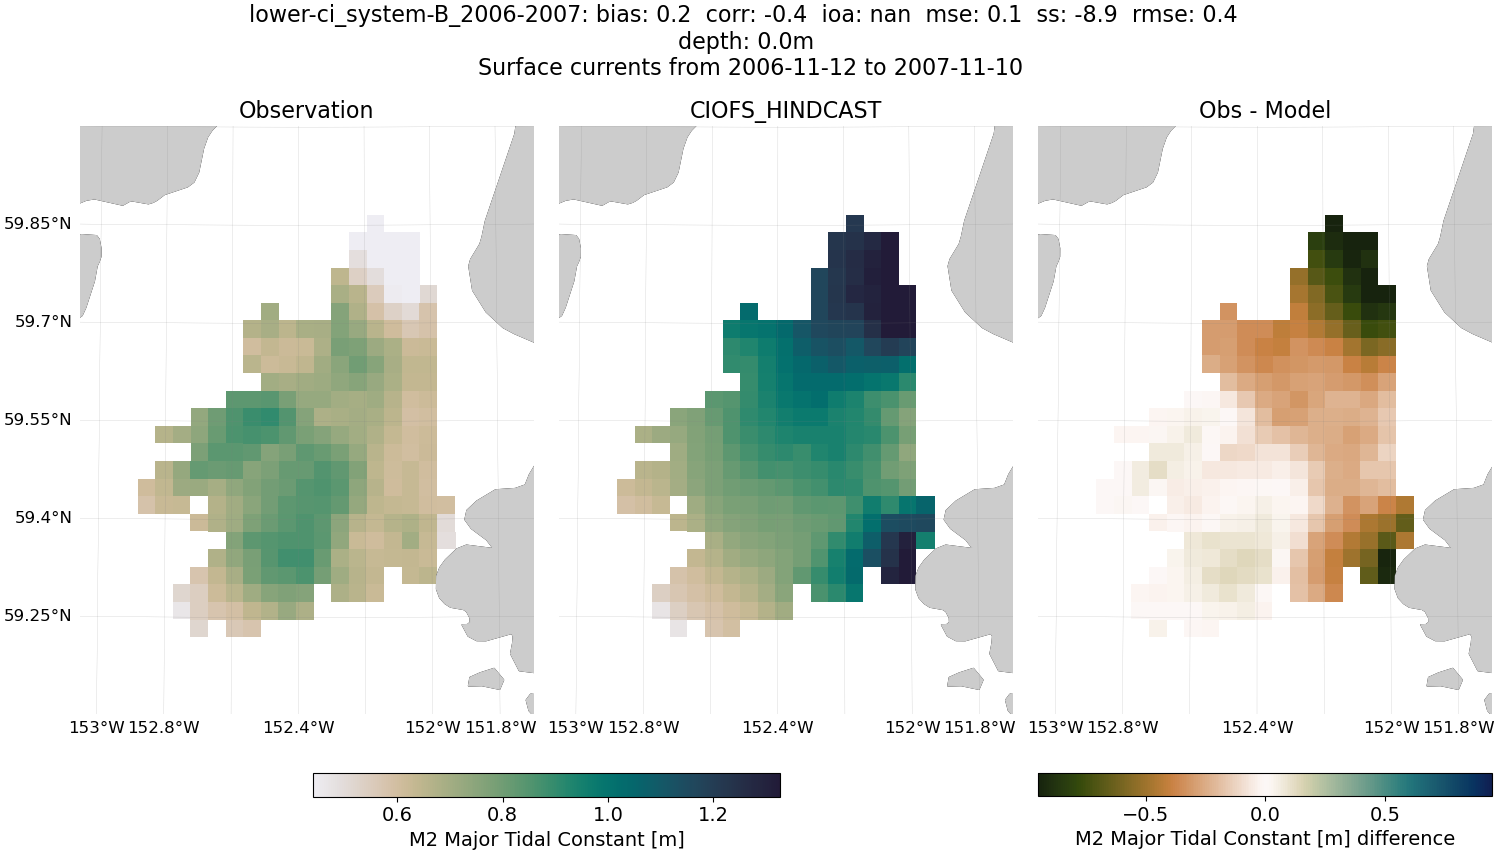 lower-ci_system-B_2006-2007: bias: 0.2  corr: -0.4  ioa: nan  mse: 0.1  ss: -8.9  rmse: 0.4
depth: 0.0m
Surface currents from 2006-11-12 to 2007-11-10
Observation
CIOFS_HINDCAST
Obs - Model
59.85°N
59.7°N
59.55°N
59.4°N
59.25°N
153°W 152.8°W 152.4°W 152°W 151.8°W
153°W 152.8°W 152.4°W 152°W 151.8°W
153°W 152.8°W 152.4°W 152°W 151.8°W
0.6 0.8 1.0 1.2
M2 Major Tidal Constant [m]
−0.5 0.0 0.5
M2 Major Tidal Constant [m] difference